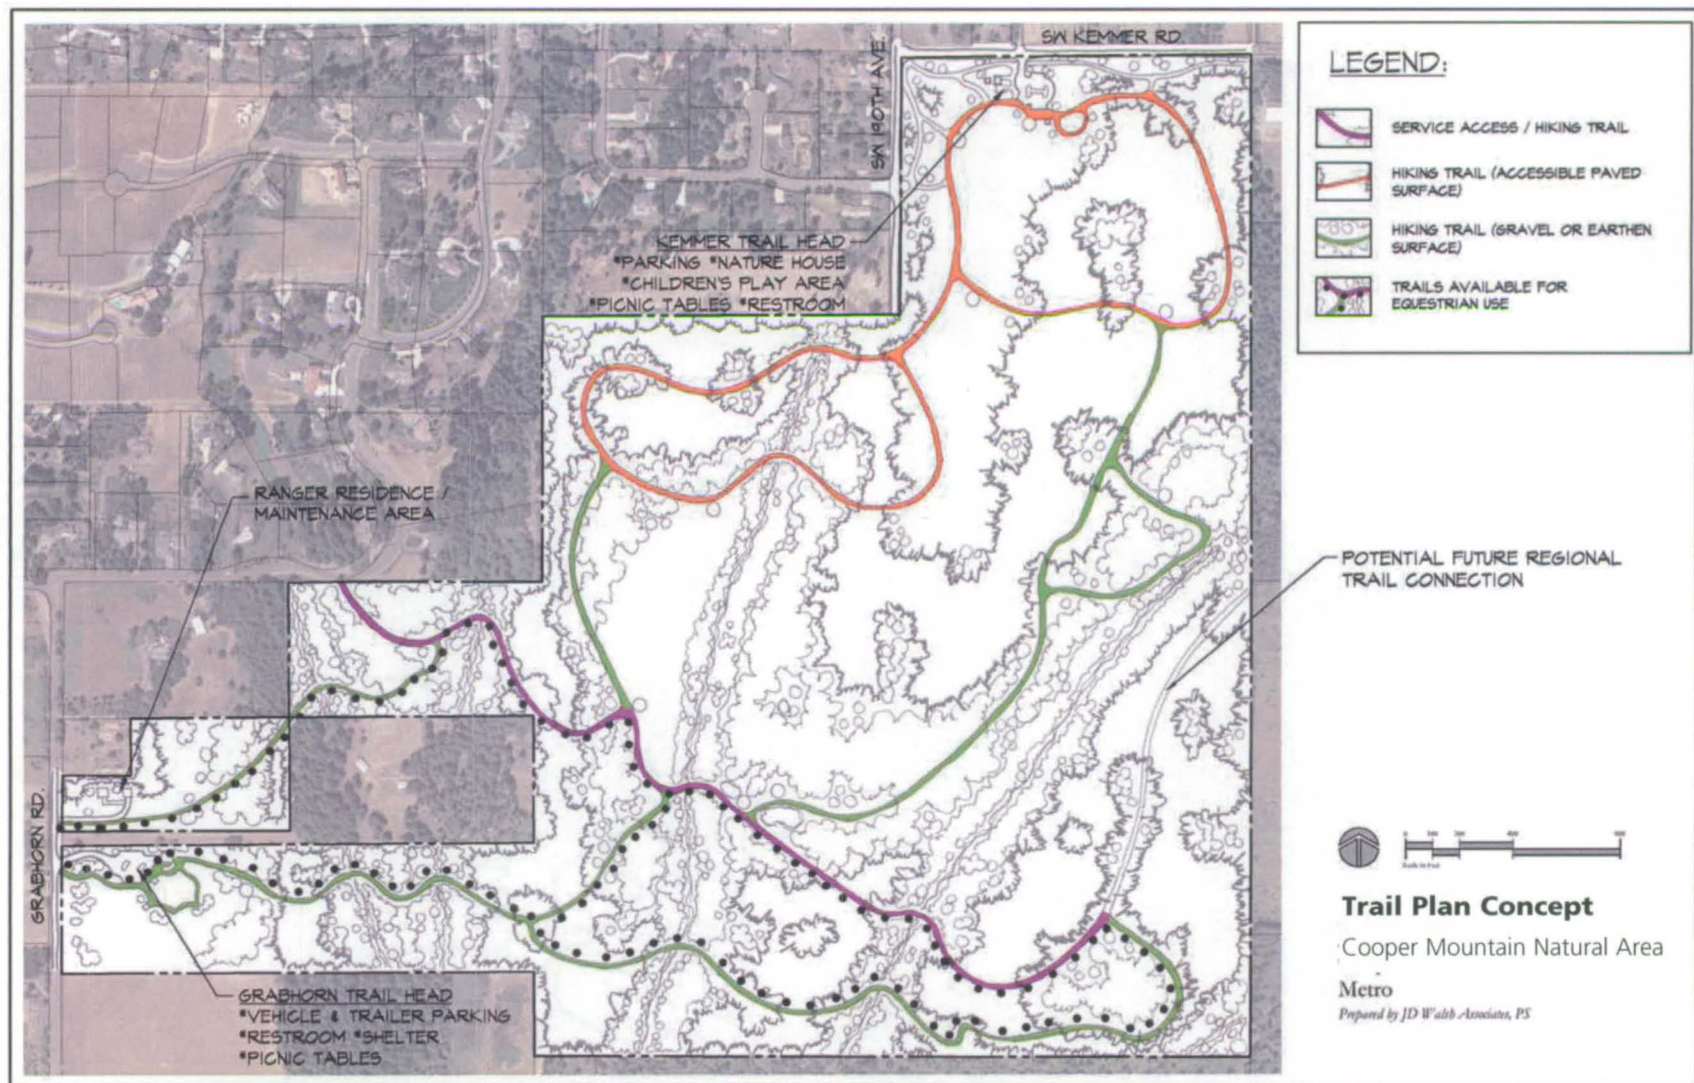 SW KEMMER RD.
SW 190TH AVE.
KEMMER TRAIL HEAD
*PARKING *NATURE HOUSE
*CHILDREN'S PLAY AREA
*PICNIC TABLES *RESTROOM
RANGER RESIDENCE /
MAINTENANCE AREA
GRABHORN RD.
GRABHORN TRAIL HEAD
*VEHICLE & TRAILER PARKING
*RESTROOM *SHELTER
*PICNIC TABLES
LEGEND:
SERVICE ACCESS / HIKING TRAIL
HIKING TRAIL (ACCESSIBLE PAVED
SURFACE)
HIKING TRAIL (GRAVEL OR EARTHEN
SURFACE)
TRAILS AVAILABLE FOR
EQUESTRIAN USE
POTENTIAL FUTURE REGIONAL
TRAIL CONNECTION
Trail Plan Concept
Cooper Mountain Natural Area
Metro
Prepared by JD Walsh Associates, PS